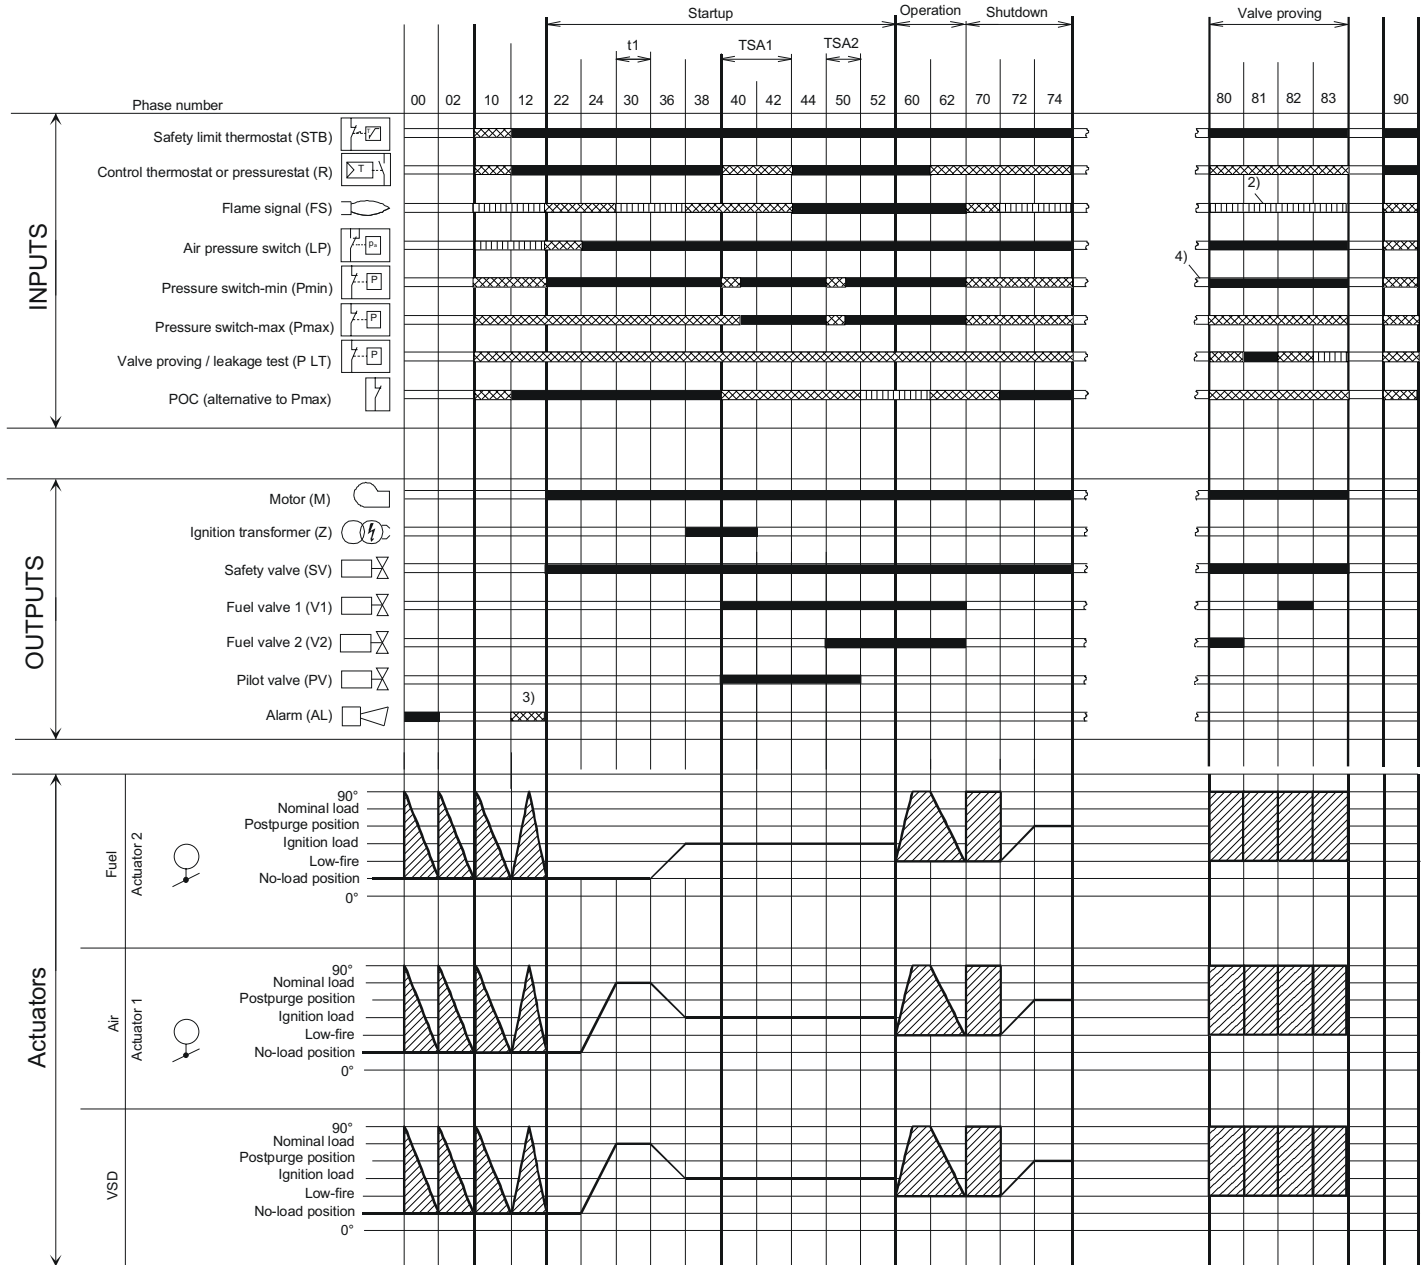 Startup Operation Shutdown Valve proving
t1 TSA1 TSA2
Phase number 00 02 10 12 22 24 30 36 38 40 42 44 50 52 60 62 70 72 74 80 81 82 83 90
INPUTS
Safety limit thermostat (STB)
Control thermostat or pressurestat (R) T
2)
Flame signal (FS)
Air pressure switch (LP) Pa
4)
Pressure switch-min (Pmin) P
Pressure switch-max (Pmax) P
Valve proving / leakage test (P LT) P
POC (alternative to Pmax)
OUTPUTS
Motor (M)
Ignition transformer (Z)
Safety valve (SV)
Fuel valve 1 (V1)
Fuel valve 2 (V2)
Pilot valve (PV)
3)
Alarm (AL)
Actuators
Fuel
Actuator 2
90°
Nominal load
Postpurge position
Ignition load
Low-fire
No-load position
0°
Air
Actuator 1
90°
Nominal load
Postpurge position
Ignition load
Low-fire
No-load position
0°
VSD
90°
Nominal load
Postpurge position
Ignition load
Low-fire
No-load position
0°